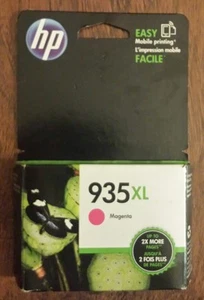 hp
EASY
Mobile printing™
L'impression mobile
FACILE
935XL
Magenta
UP TO
2X MORE
PAGES
JUSQU'À
2 FOIS PLUS
DE PAGES